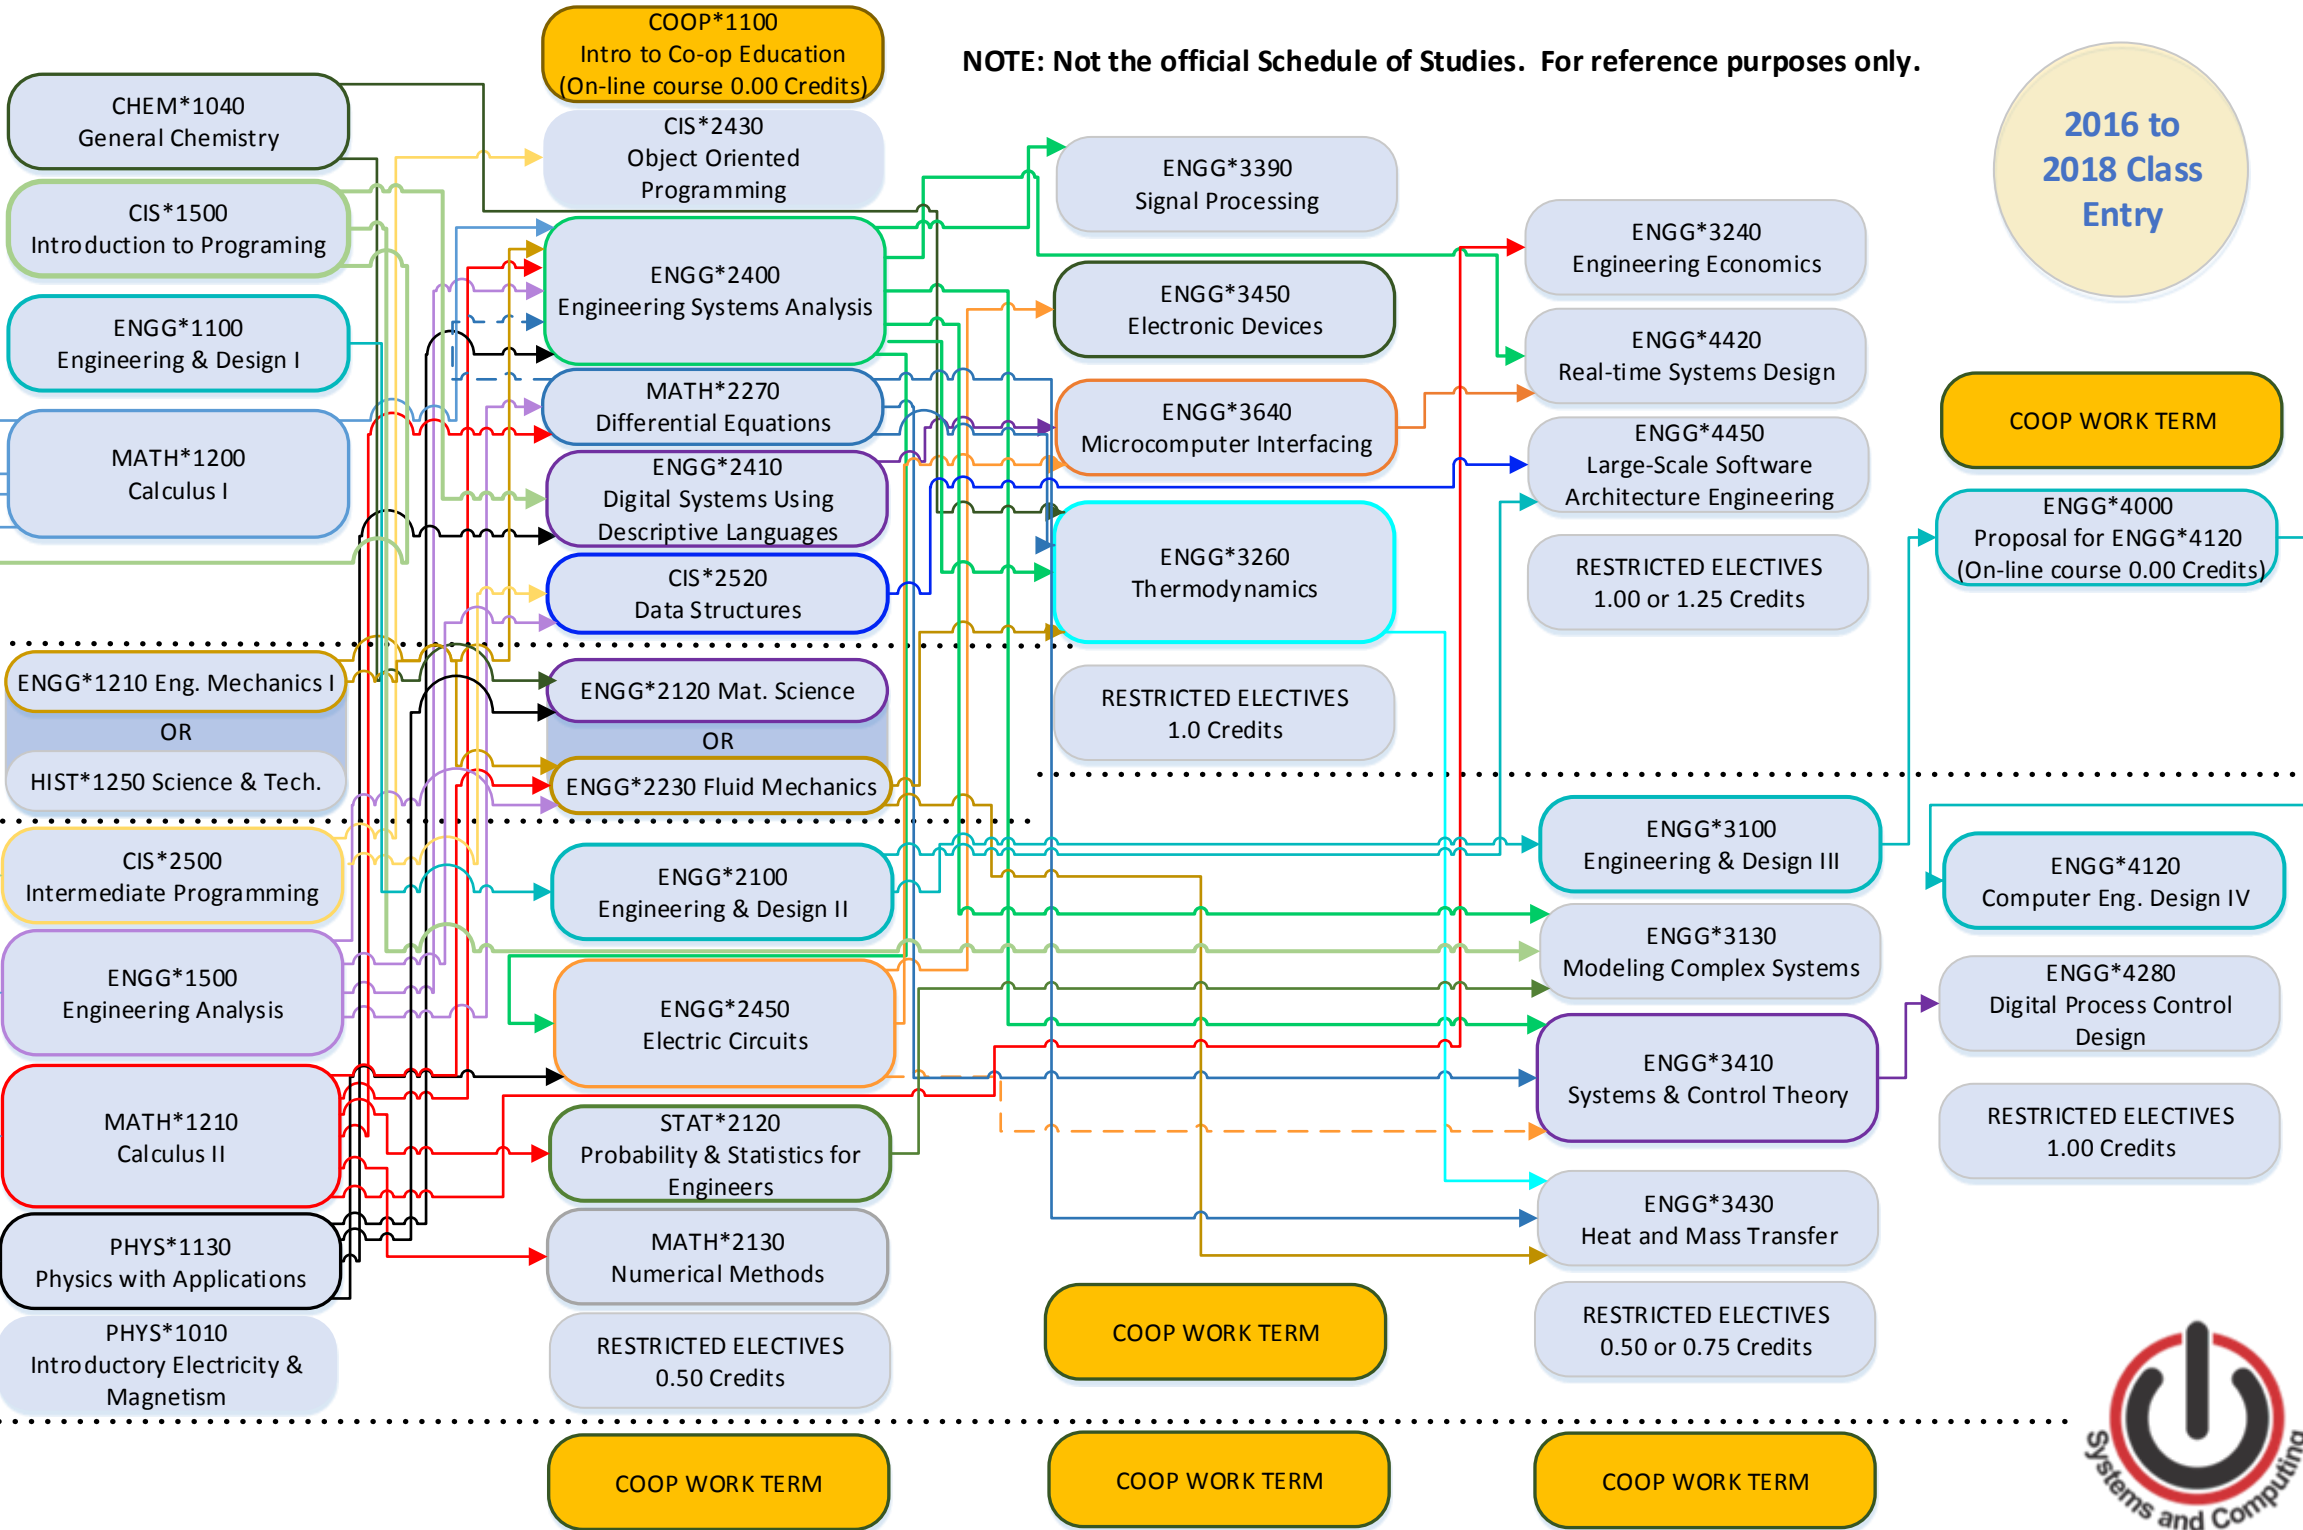 COOP*1100
Intro to Co-op Education
(On-line course 0.00 Credits)
NOTE: Not the official Schedule of Studies.  For reference purposes only.
2016 to
2018 Class
Entry
CHEM*1040
General Chemistry
CIS*1500
Introduction to Programing
ENGG*1100
Engineering & Design I
MATH*1200
Calculus I
ENGG*1210 Eng. Mechanics I
OR
HIST*1250 Science & Tech.
CIS*2500
Intermediate Programming
ENGG*1500
Engineering Analysis
MATH*1210
Calculus II
PHYS*1130
Physics with Applications
PHYS*1010
Introductory Electricity &
Magnetism
CIS*2430
Object Oriented
Programming
ENGG*2400
Engineering Systems Analysis
MATH*2270
Differential Equations
ENGG*2410
Digital Systems Using
Descriptive Languages
CIS*2520
Data Structures
ENGG*2120 Mat. Science
OR
ENGG*2230 Fluid Mechanics
ENGG*2100
Engineering & Design II
ENGG*2450
Electric Circuits
STAT*2120
Probability & Statistics for
Engineers
MATH*2130
Numerical Methods
RESTRICTED ELECTIVES
0.50 Credits
COOP WORK TERM
ENGG*3390
Signal Processing
ENGG*3450
Electronic Devices
ENGG*3640
Microcomputer Interfacing
ENGG*3260
Thermodynamics
RESTRICTED ELECTIVES
1.0 Credits
COOP WORK TERM
COOP WORK TERM
ENGG*3240
Engineering Economics
ENGG*4420
Real-time Systems Design
ENGG*4450
Large-Scale Software
Architecture Engineering
RESTRICTED ELECTIVES
1.00 or 1.25 Credits
ENGG*3100
Engineering & Design III
ENGG*3130
Modeling Complex Systems
ENGG*3410
Systems & Control Theory
ENGG*3430
Heat and Mass Transfer
RESTRICTED ELECTIVES
0.50 or 0.75 Credits
COOP WORK TERM
COOP WORK TERM
ENGG*4000
Proposal for ENGG*4120
(On-line course 0.00 Credits)
ENGG*4120
Computer Eng. Design IV
ENGG*4280
Digital Process Control
Design
RESTRICTED ELECTIVES
1.00 Credits
Systems and Computing